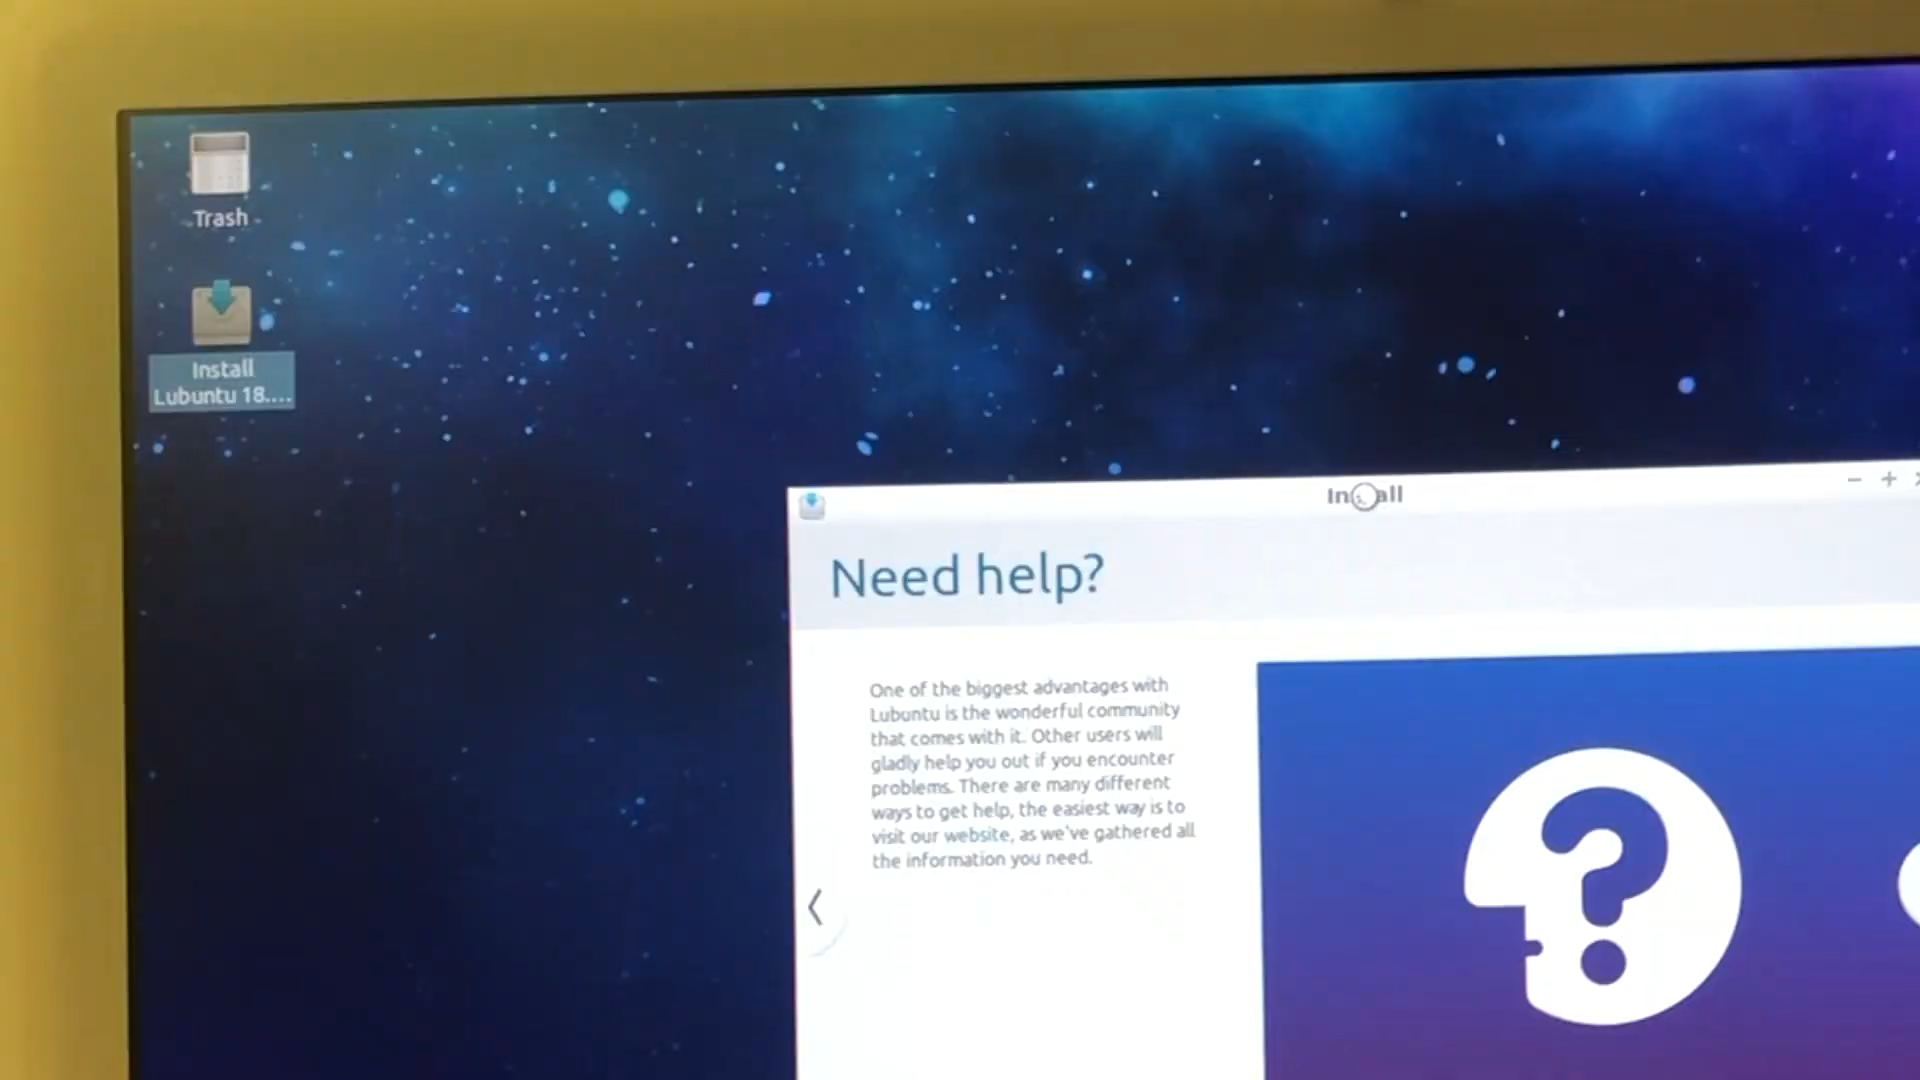 Trash
Install
Lubuntu 18....
Need help?
One of the biggest advantages with
Lubuntu is the wonderful community
that comes with it. Other users will
gladly help you out if you encounter
problems. There are many different
ways to get help, the easiest way is to
visit our website, as we've gathered all
the information you need.